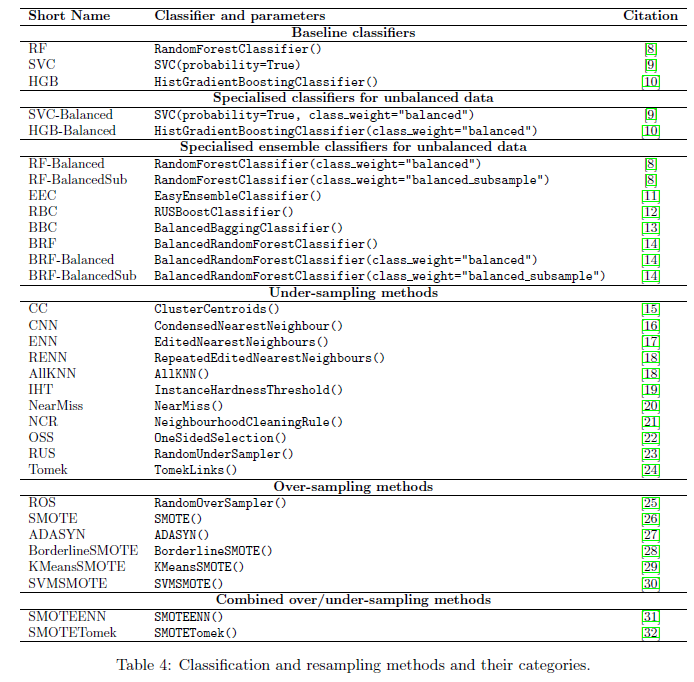 Short Name Classifier and parameters Citation
Baseline classifiers
RF RandomForestClassifier() [8]
SVC SVC(probability=True) [9]
HGB HistGradientBoostingClassifier() [10]
Specialised classifiers for unbalanced data
SVC-Balanced SVC(probability=True, class_weight="balanced") [9]
HGB-Balanced HistGradientBoostingClassifier(class_weight="balanced") [10]
Specialised ensemble classifiers for unbalanced data
RF-Balanced RandomForestClassifier(class_weight="balanced") [8]
RF-BalancedSub RandomForestClassifier(class_weight="balanced_subsample") [8]
EEC EasyEnsembleClassifier() [11]
RBC RUSBoostClassifier() [12]
BBC BalancedBaggingClassifier() [13]
BRF BalancedRandomForestClassifier() [14]
BRF-Balanced BalancedRandomForestClassifier(class_weight="balanced") [14]
BRF-BalancedSub BalancedRandomForestClassifier(class_weight="balanced_subsample") [14]
Under-sampling methods
CC ClusterCentroids() [15]
CNN CondensedNearestNeighbour() [16]
ENN EditedNearestNeighbours() [17]
RENN RepeatedEditedNearestNeighbours() [18]
AllKNN AllKNN() [18]
IHT InstanceHardnessThreshold() [19]
NearMiss NearMiss() [20]
NCR NeighbourhoodCleaningRule() [21]
OSS OneSidedSelection() [22]
RUS RandomUnderSampler() [23]
Tomek TomekLinks() [24]
Over-sampling methods
ROS RandomOverSampler() [25]
SMOTE SMOTE() [26]
ADASYN ADASYN() [27]
BorderlineSMOTE BorderlineSMOTE() [28]
KMeansSMOTE KMeansSMOTE() [29]
SVMSMOTE SVMSMOTE() [30]
Combined over/under-sampling methods
SMOTEENN SMOTEENN() [31]
SMOTETomek SMOTETomek() [32]
Table 4: Classification and resampling methods and their categories.